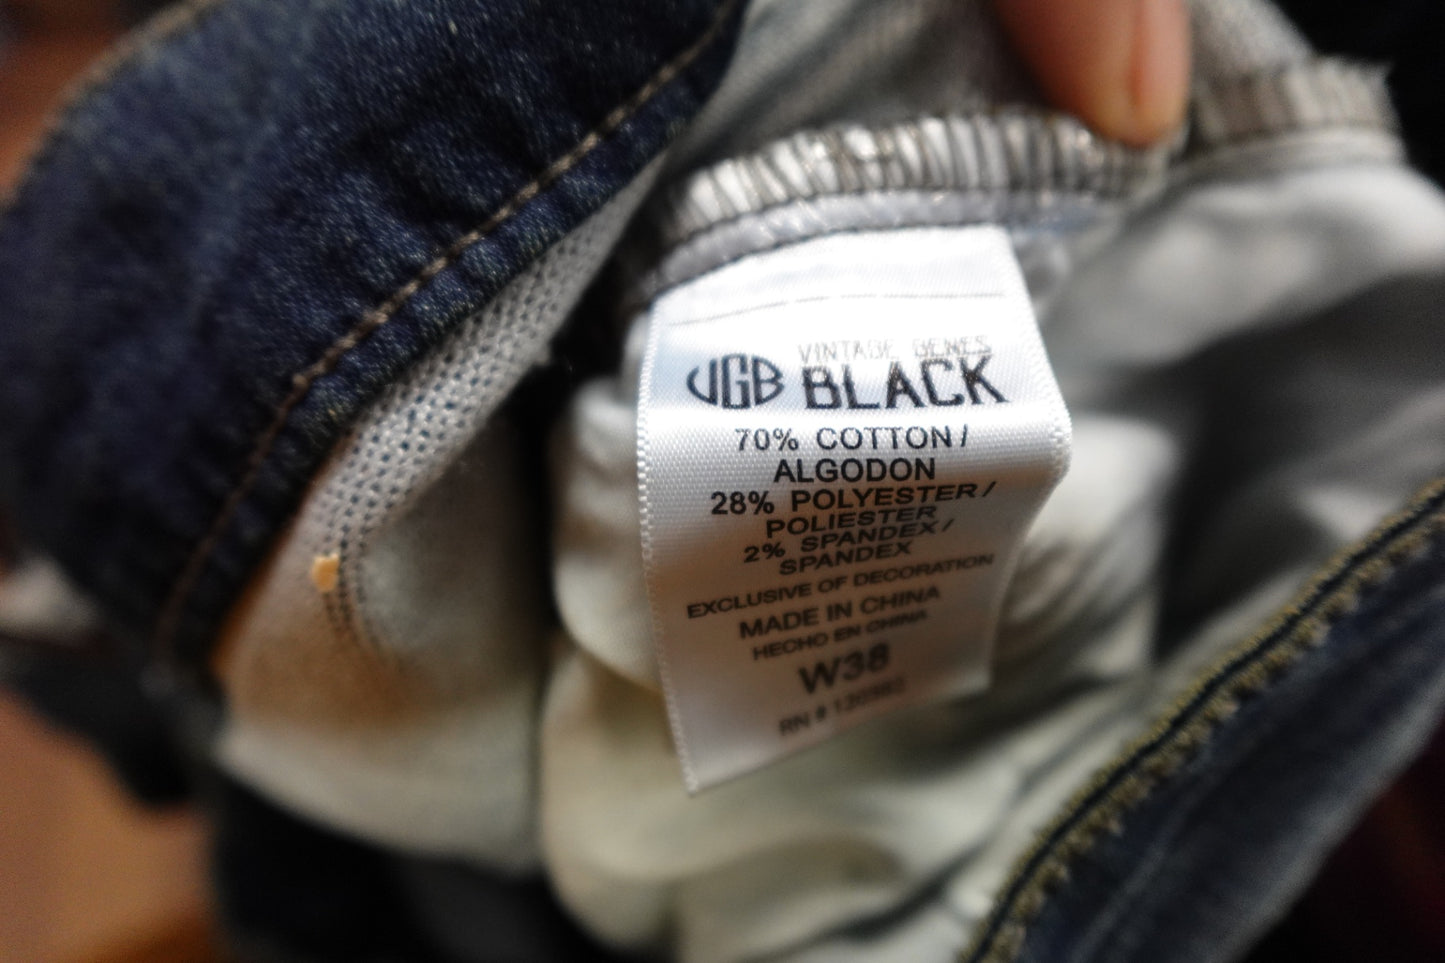 VGB VINTAGE GENES
BLACK
70% COTTON/
ALGODON
28% POLYESTER/
POLIESTER
2% SPANDEX/
SPANDEX
EXCLUSIVE OF DECORATION
MADE IN CHINA
HECHO EN CHINA
W38
RN #